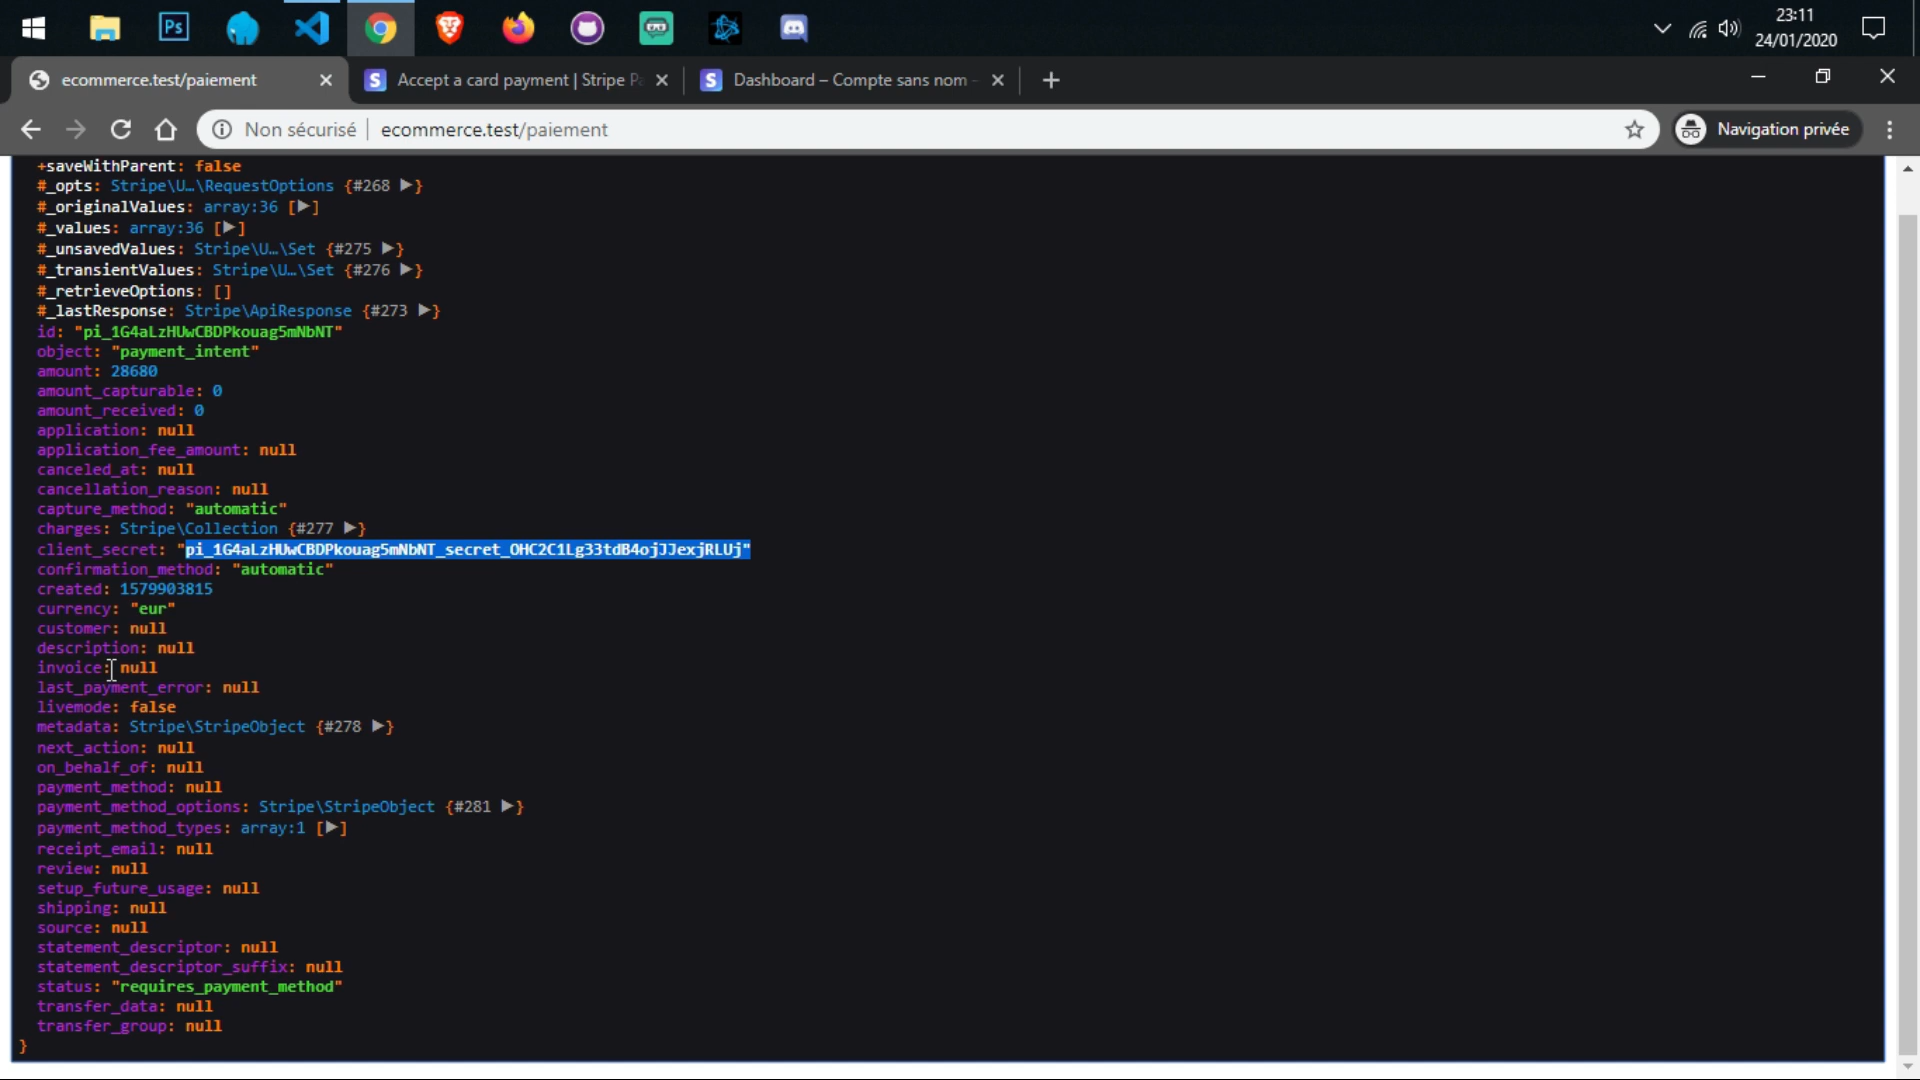 Ps
23:11
24/01/2020
ecommerce.test/paiement
Accept a card payment | Stripe P
Dashboard – Compte sans nom -
Non sécurisé
ecommerce.test/paiement
Navigation privée
+saveWithParent: false
#_opts: Stripe\U…\RequestOptions {#268 ▶}
#_originalValues: array:36 [▶]
#_values: array:36 [▶]
#_unsavedValues: Stripe\U…\Set {#275 ▶}
#_transientValues: Stripe\U…\Set {#276 ▶}
#_retrieveOptions: []
#_lastResponse: Stripe\ApiResponse {#273 ▶}
id: "pi_1G4aLzHUwCBDPkouag5mNbNT"
object: "payment_intent"
amount: 28680
amount_capturable: 0
amount_received: 0
application: null
application_fee_amount: null
canceled_at: null
cancellation_reason: null
capture_method: "automatic"
charges: Stripe\Collection {#277 ▶}
client_secret: "pi_1G4aLzHUwCBDPkouag5mNbNT_secret_OHC2C1Lg33tdB4ojJJexjRLUj"
confirmation_method: "automatic"
created: 1579903815
currency: "eur"
customer: null
description: null
invoice: null
last_payment_error: null
livemode: false
metadata: Stripe\StripeObject {#278 ▶}
next_action: null
on_behalf_of: null
payment_method: null
payment_method_options: Stripe\StripeObject {#281 ▶}
payment_method_types: array:1 [▶]
receipt_email: null
review: null
setup_future_usage: null
shipping: null
source: null
statement_descriptor: null
statement_descriptor_suffix: null
status: "requires_payment_method"
transfer_data: null
transfer_group: null
}